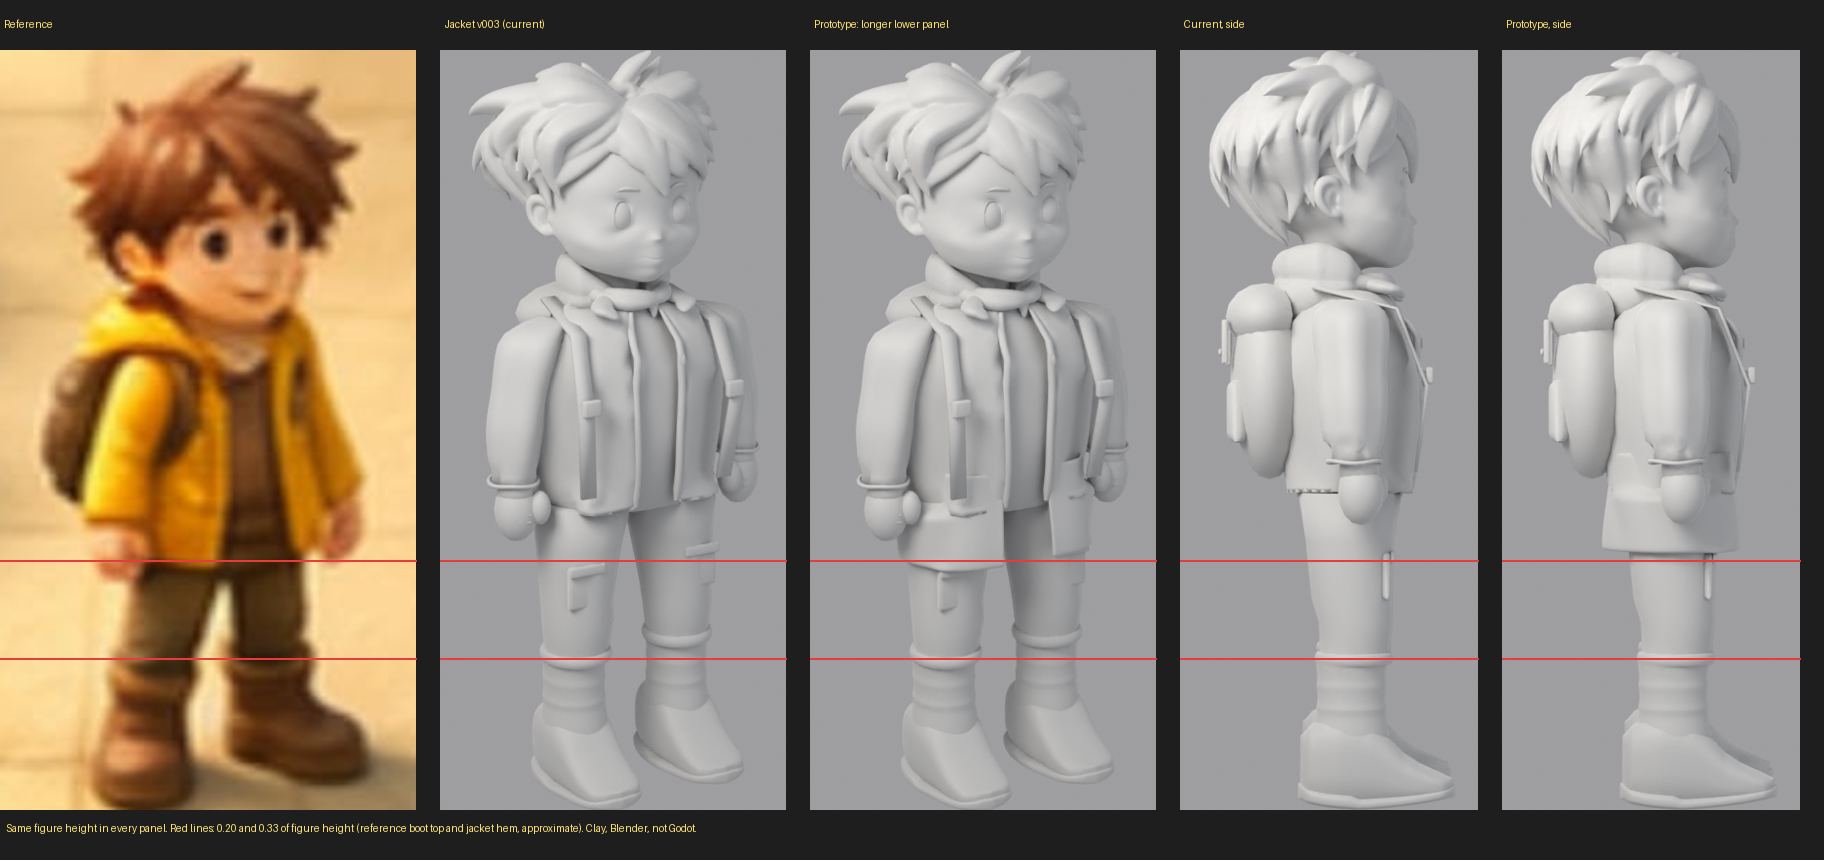 Reference
Jacket v003 (current)
Prototype: longer lower panel
Current, side
Prototype, side
Same figure height in every panel. Red lines: 0.20 and 0.33 of figure height (reference boot top and jacket hem, approximate). Clay, Blender, not Godot.